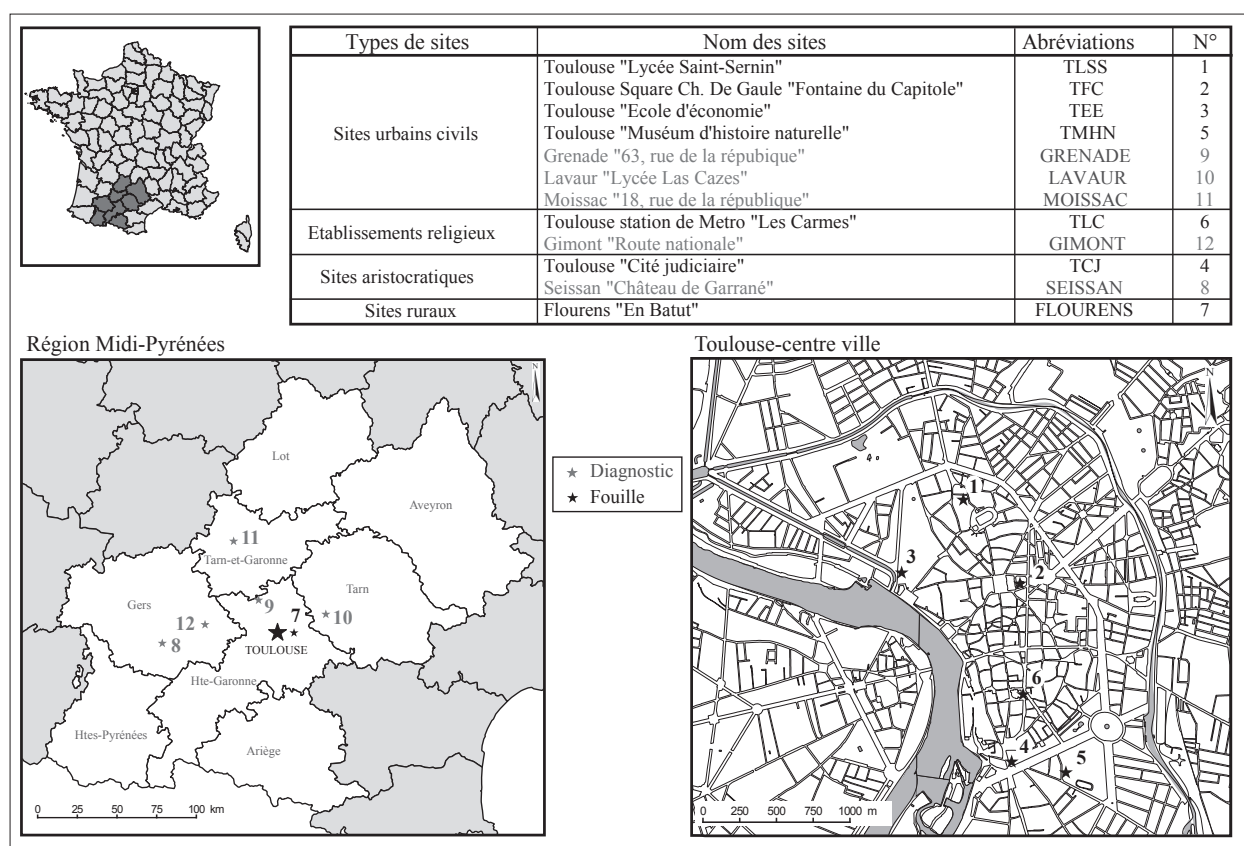 Types de sites Nom des sites Abréviations N°
Sites urbains civils
Toulouse "Lycée Saint-Sernin" TLSS 1
Toulouse Square Ch. De Gaule "Fontaine du Capitole" TFC 2
Toulouse "Ecole d'économie" TEE 3
Toulouse "Muséum d'histoire naturelle" TMHN 5
Grenade "63, rue de la répubique" GRENADE 9
Lavaur "Lycée Las Cazes" LAVAUR 10
Moissac "18, rue de la république" MOISSAC 11
Etablissements religieux
Toulouse station de Metro "Les Carmes" TLC 6
Gimont "Route nationale" GIMONT 12
Sites aristocratiques
Toulouse "Cité judiciaire" TCJ 4
Seissan "Château de Garrané" SEISSAN 8
Sites ruraux Flourens "En Batut" FLOURENS 7
Région Midi-Pyrénées
N
Lot
Aveyron
11
Tarn-et-Garonne
Gers
9
Tarn
12
7
10
8
TOULOUSE
Hte-Garonne
Htes-Pyrénées
Ariège
0 25 50 75 100 km
Diagnostic
Fouille
Toulouse-centre ville
N
1
3
2
6
4
5
0 250 500 750 1000 m